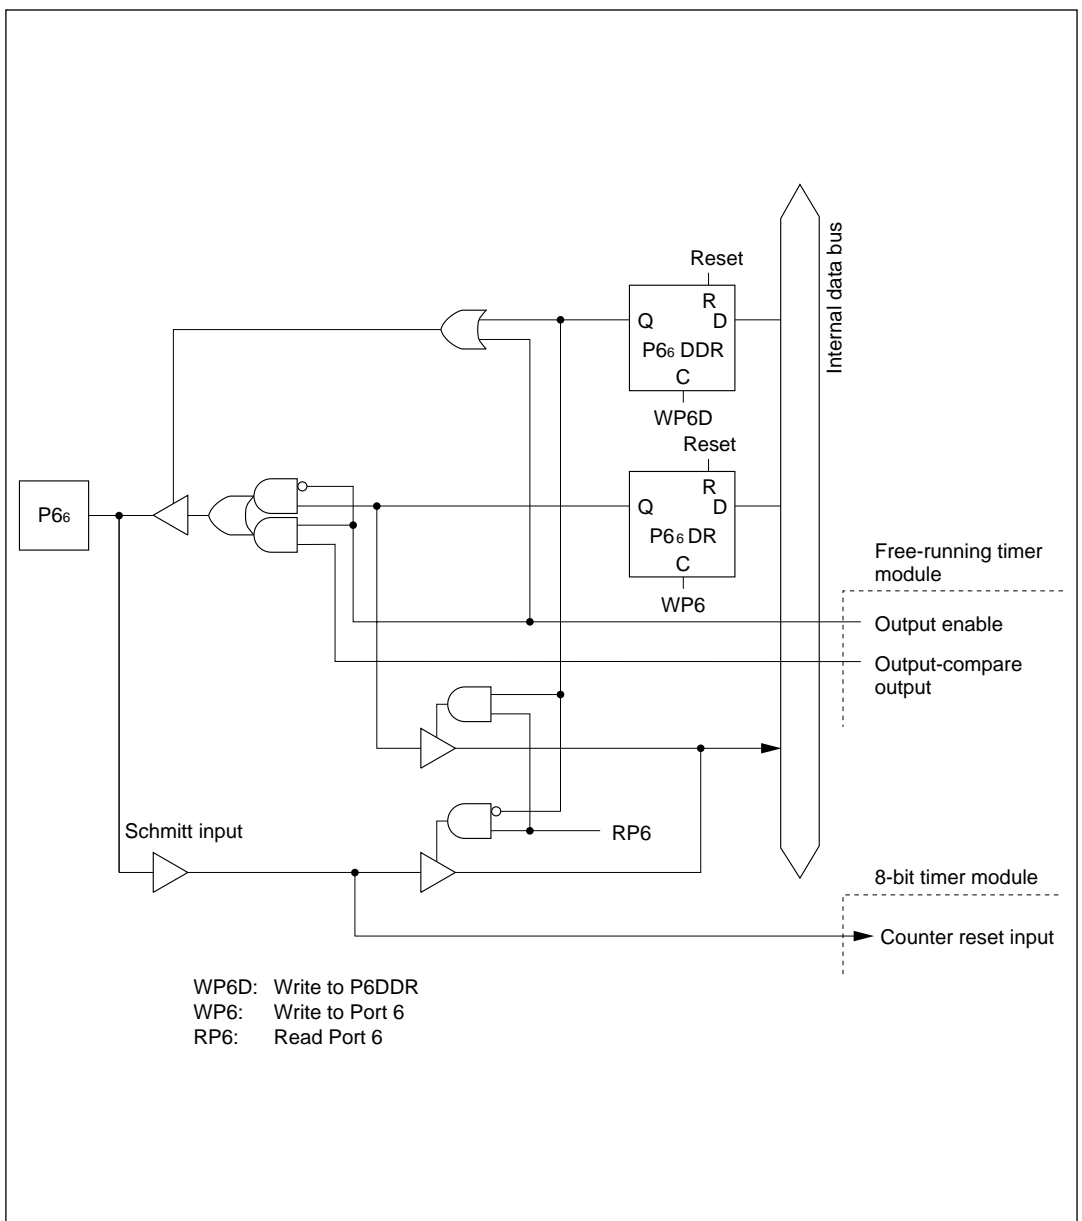 Reset
R
Q D
P6₆ DDR
C
WP6D
Internal data bus
Reset
R
Q D
P6₆ DR
C
WP6
P6₆
Free-running timer
module
Output enable
Output-compare
output
Schmitt input
RP6
8-bit timer module
Counter reset input
WP6D: Write to P6DDR
WP6: Write to Port 6
RP6: Read Port 6